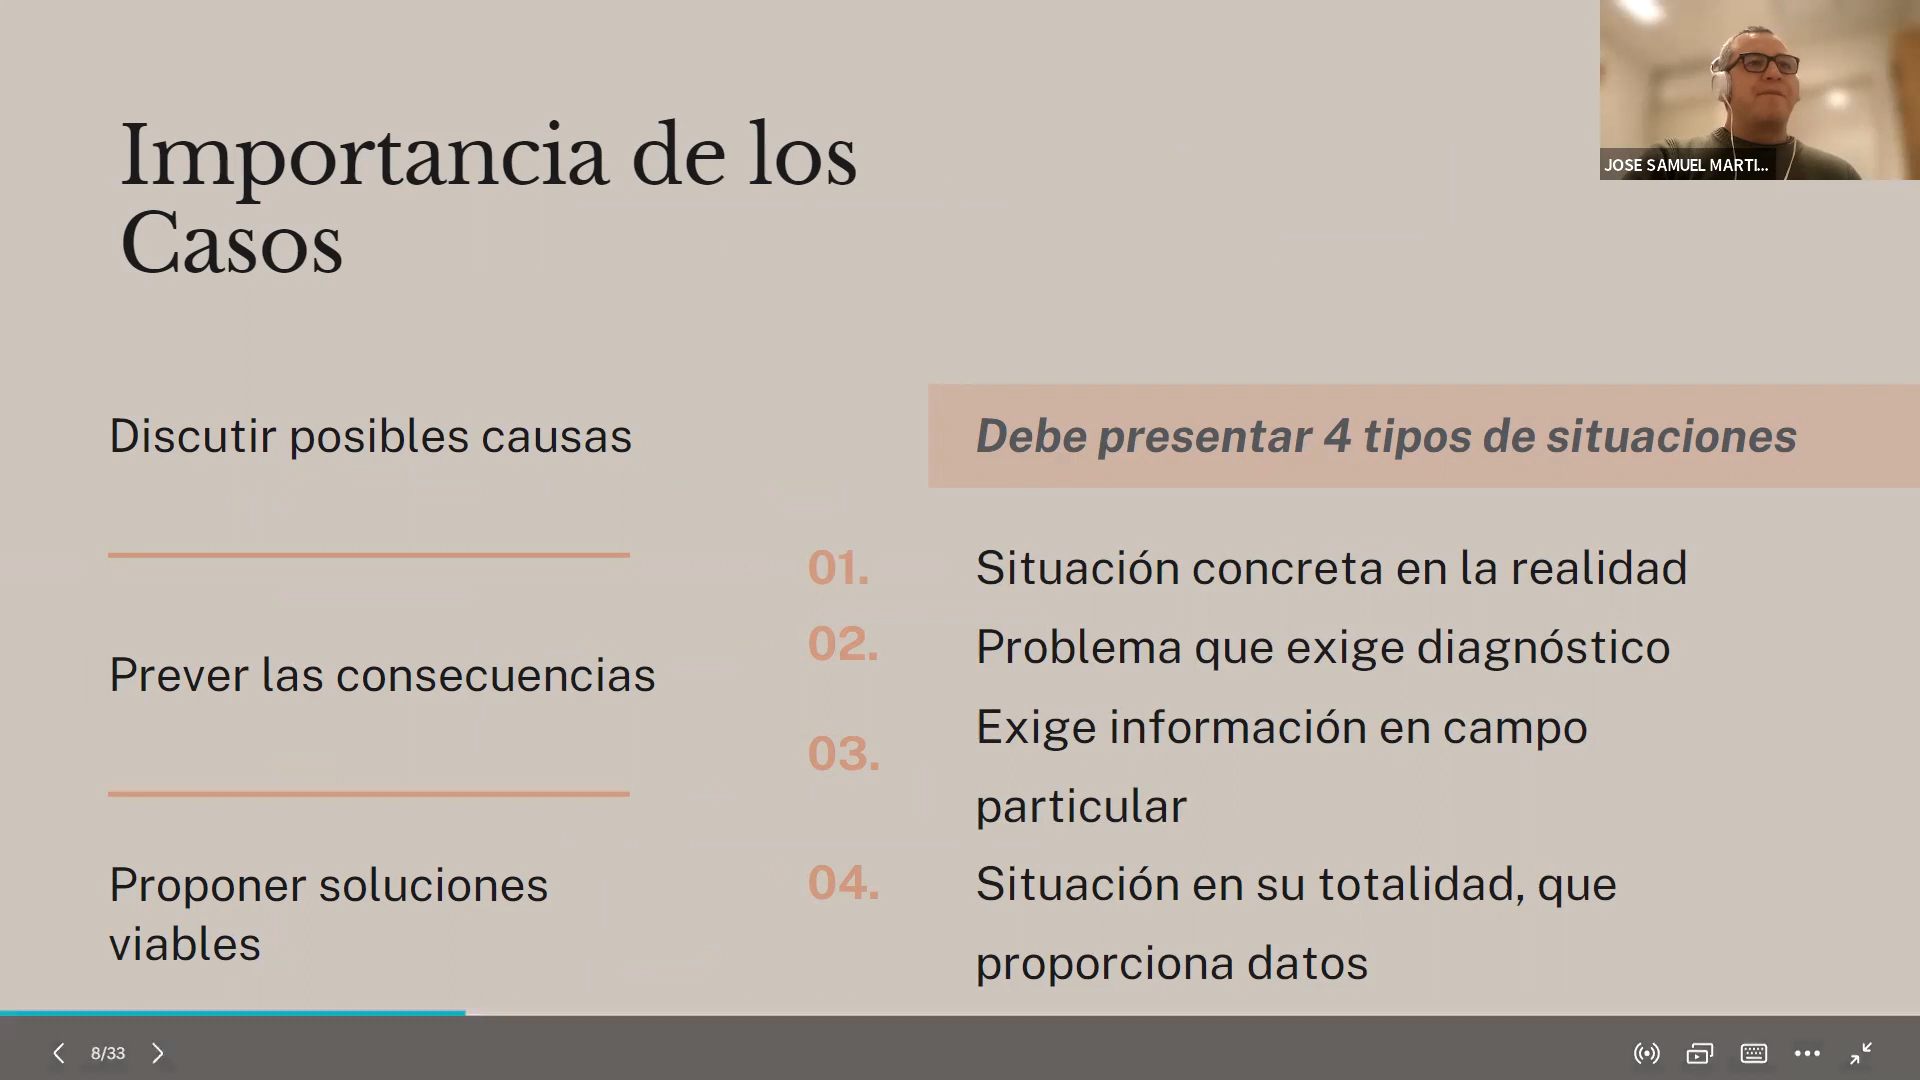 Importancia de los
Casos
JOSE SAMUEL MARTI...
Discutir posibles causas
Prever las consecuencias
Proponer soluciones
viables
Debe presentar 4 tipos de situaciones
01. Situación concreta en la realidad
02. Problema que exige diagnóstico
03. Exige información en campo
particular
04. Situación en su totalidad, que
proporciona datos
8/33